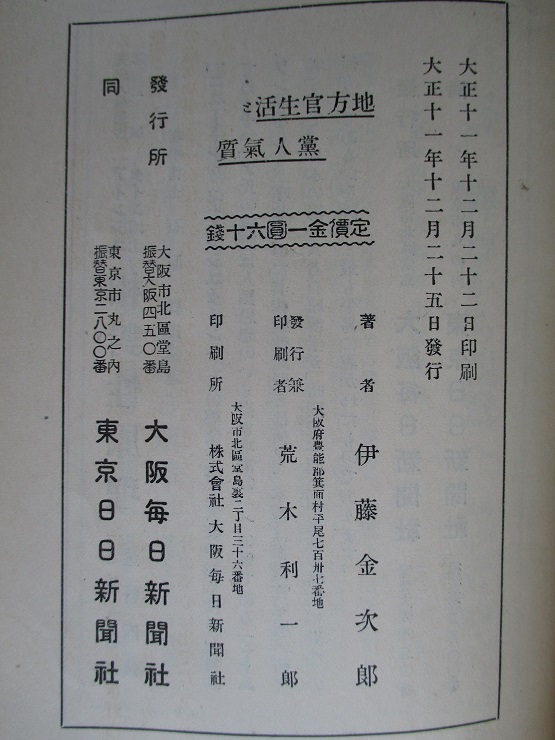 大正十一年十二月二十二日印刷
大正十一年十二月二十五日發行
地方官生活と
黨人氣質
定價金一圓六十錢
著者 伊藤金次郎
大阪府豊能郡箕面村平尾七百卅七番地
發行兼
印刷者 荒木利一郎
大阪市北區堂島裏二丁目三十六番地
印刷所 株式會社大阪每日新聞社
發行所
大阪市北區堂島
振替大阪四五〇番
大阪每日新聞社
同
東京市丸之內
振替東京二八〇〇番
東京日日新聞社